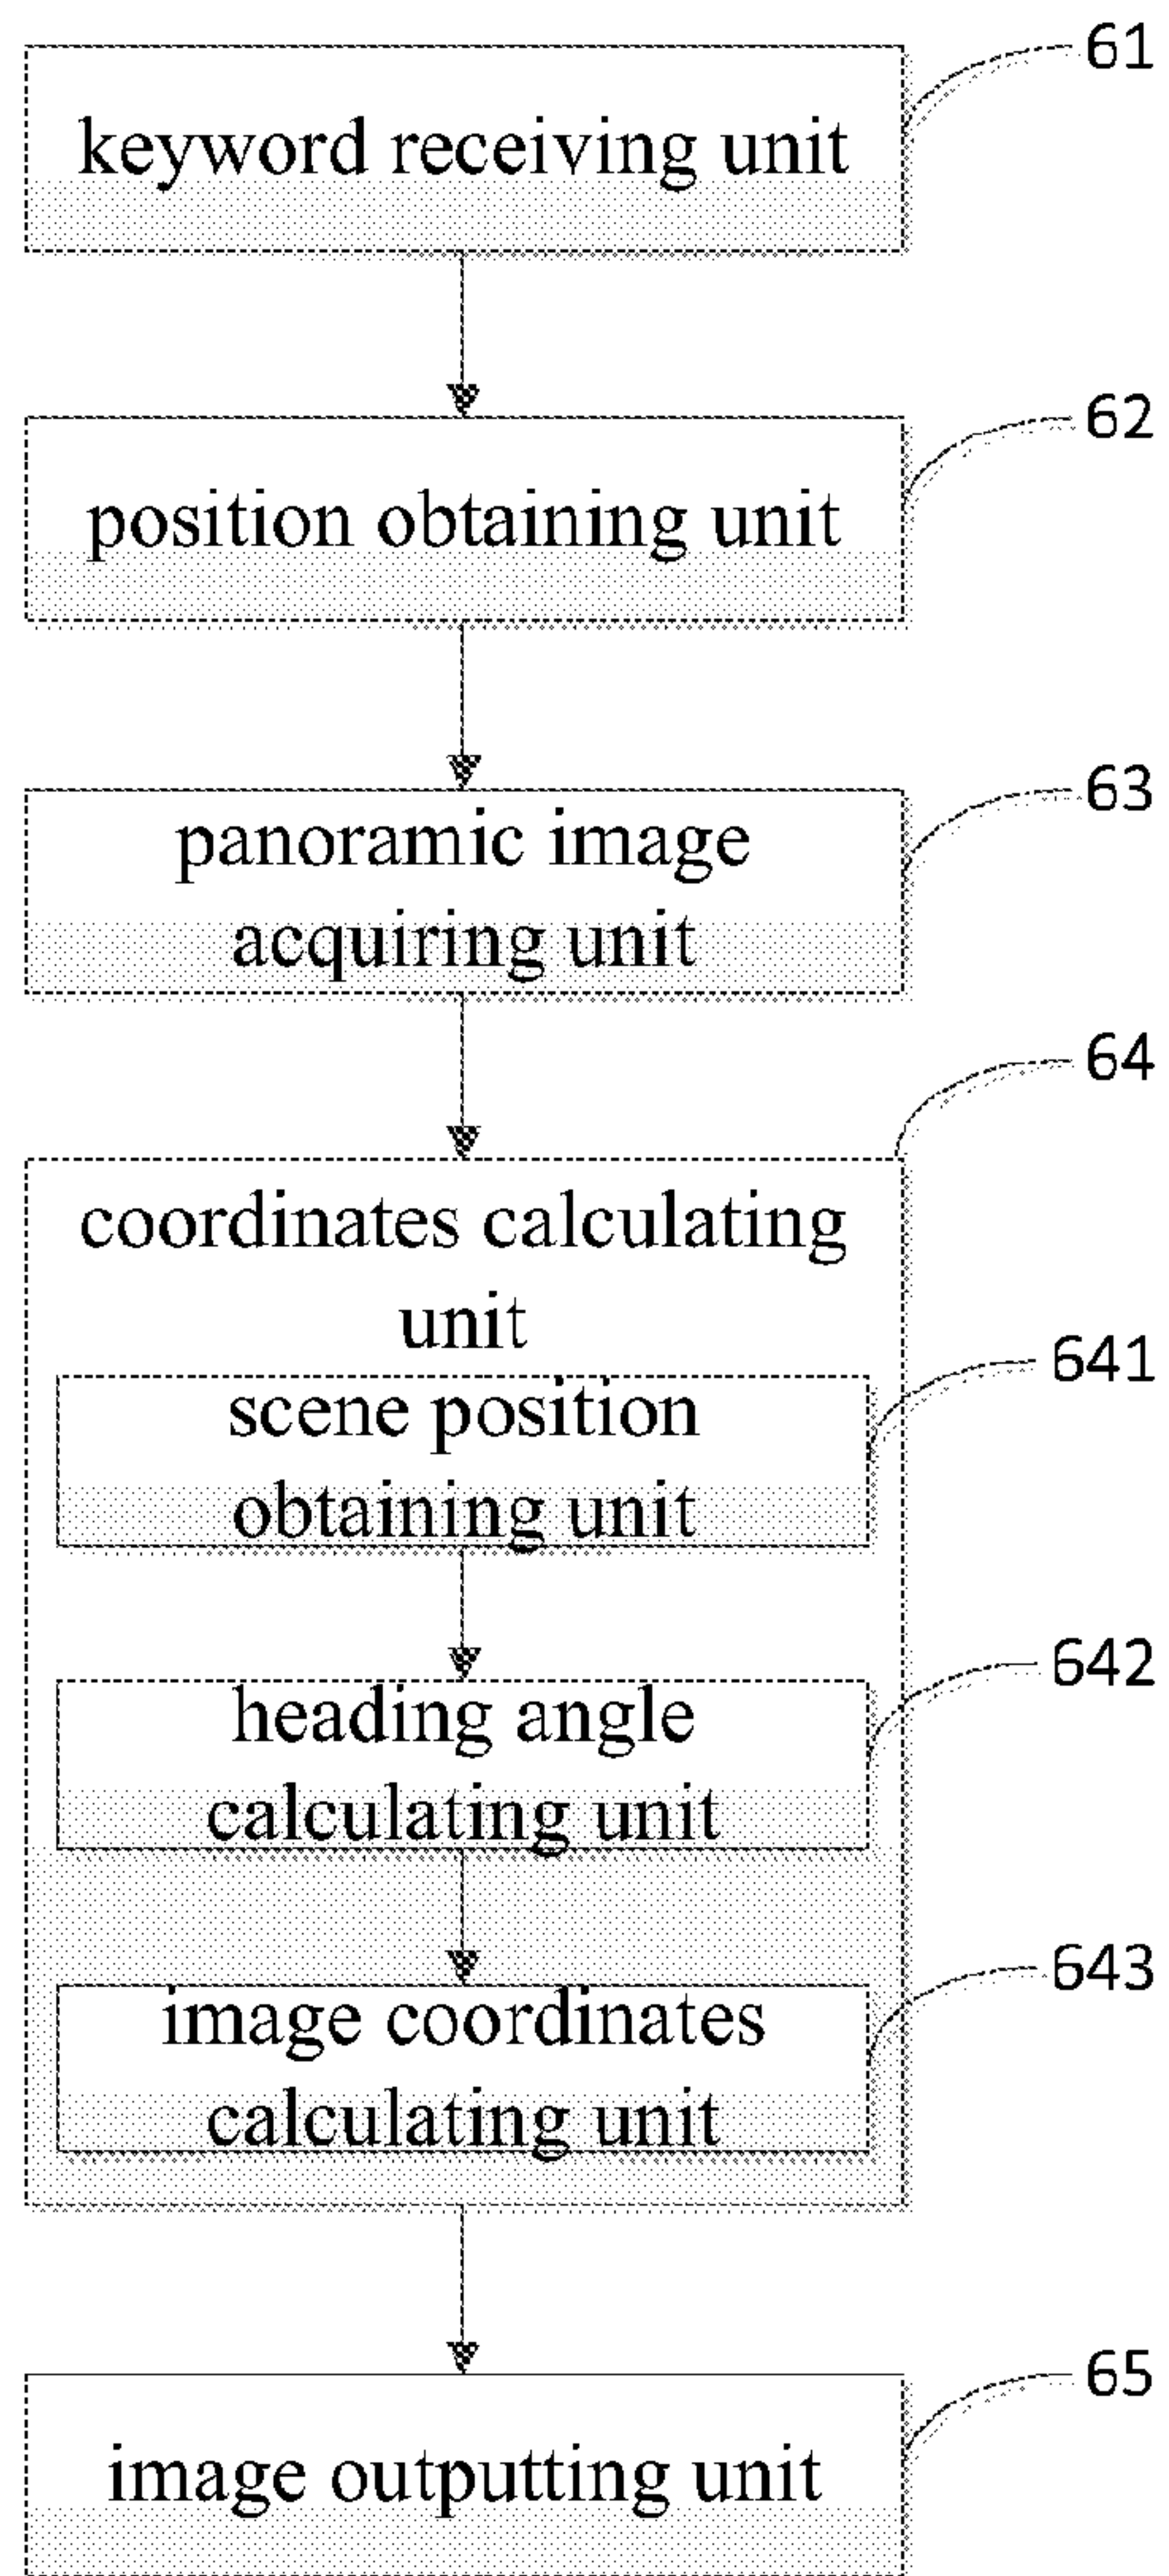 61
keyword receiving unit
62
position obtaining unit
63
panoramic image
acquiring unit
64
coordinates calculating
unit
641
scene position
obtaining unit
642
heading angle
calculating unit
643
image coordinates
calculating unit
65
image outputting unit